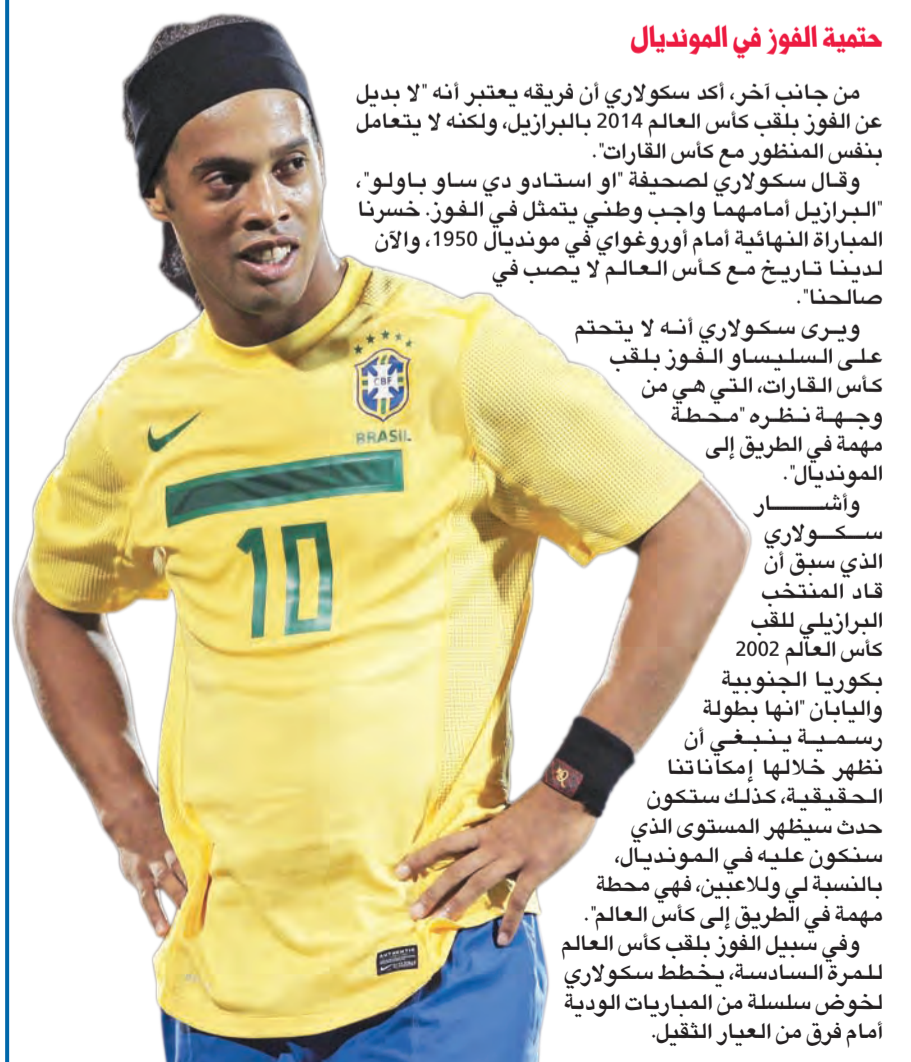 حتمية الفوز في المونديال
من جانب آخر، أكد سكولاري أن فريقه يعتبر أنه "لا بديل
عن الفوز بلقب كأس العالم 2014 بالبرازيل، ولكنه لا يتعامل
بنفس المنظور مع كأس القارات".
وقال سكولاري لصحيفة "او استادو دي ساو باولو"،
"البرازيل أمامهما واجب وطني يتمثل في الفوز. خسرنا
المباراة النهائية أمام أوروغواي في مونديال 1950، والآن
لدينا تاريخ مع كأس العالم لا يصب في
صالحنا".
ويرى سكولاري أنه لا يتحتم
على السليساو الفوز بلقب
كأس القارات، التي هي من
وجهة نظره "محطة
مهمة في الطريق إلى
المونديال".
وأشار
سكولاري
الذي سبق أن
قاد المنتخب
البرازيلي للقب
كأس العالم 2002
بكوريا الجنوبية
واليابان "انها بطولة
رسمية ينبغي أن
نظهر خلالها إمكاناتنا
الحقيقية، كذلك ستكون
حدث سيظهر المستوى الذي
سنكون عليه في المونديال،
بالنسبة لي وللاعبين، فهي محطة
مهمة في الطريق إلى كأس العالم".
وفي سبيل الفوز بلقب كأس العالم
للمرة السادسة، يخطط سكولاري
لخوض سلسلة من المباريات الودية
أمام فرق من العيار الثقيل.
CBF
BRASIL
10
AUTHENTIC